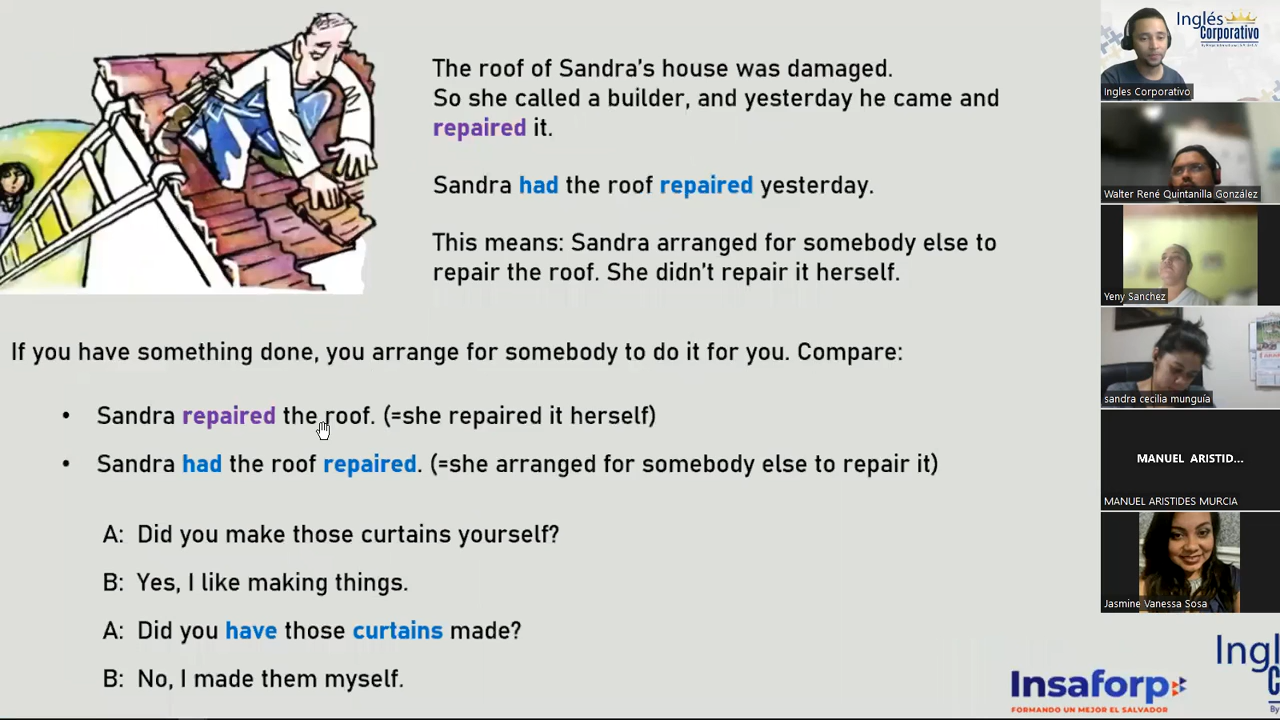 The roof of Sandra's house was damaged.
So she called a builder, and yesterday he came and
repaired it.
Sandra had the roof repaired yesterday.
This means: Sandra arranged for somebody else to
repair the roof. She didn't repair it herself.
If you have something done, you arrange for somebody to do it for you. Compare:
• Sandra repaired the roof. (=she repaired it herself)
• Sandra had the roof repaired. (=she arranged for somebody else to repair it)
A: Did you make those curtains yourself?
B: Yes, I like making things.
A: Did you have those curtains made?
B: No, I made them myself.
Insaforp
FORMANDO UN MEJOR EL SALVADOR
Ingl
C
By
Inglés
Corporativo
Ingles Corporativo
Walter René Quintanilla González
Yeny Sanchez
sandra cecilia munguía
MANUEL ARISTID...
MANUEL ARISTIDES MURCIA
Jasmine Vanessa Sosa